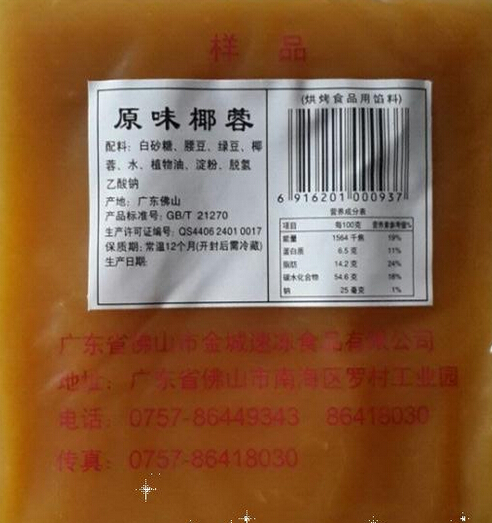 样 品
原味椰蓉
配料: 白砂糖、腰豆、绿豆、椰
蓉、水、植物油、淀粉、脱氢
乙酸钠
产地: 广东佛山
产品标准号: GB/T 21270
生产许可证编号: QS4406 2401 0017
保质期: 常温12个月(开封后需冷藏)
生产日期:
(烘烤食品用馅料)
6 916201 000937
营养成分表
项目 每100克 营养素参考值%
能量 1564 千焦 19%
蛋白质 6.5 克 11%
脂肪 14.2 克 24%
碳水化合物 54.6 克 18%
钠 25 毫克 1%
广东省佛山市金城速冻食品有限公司
地址: 广东省佛山市南海区罗村工业园
电话: 0757-86449343 86418030
传真: 0757-86418030